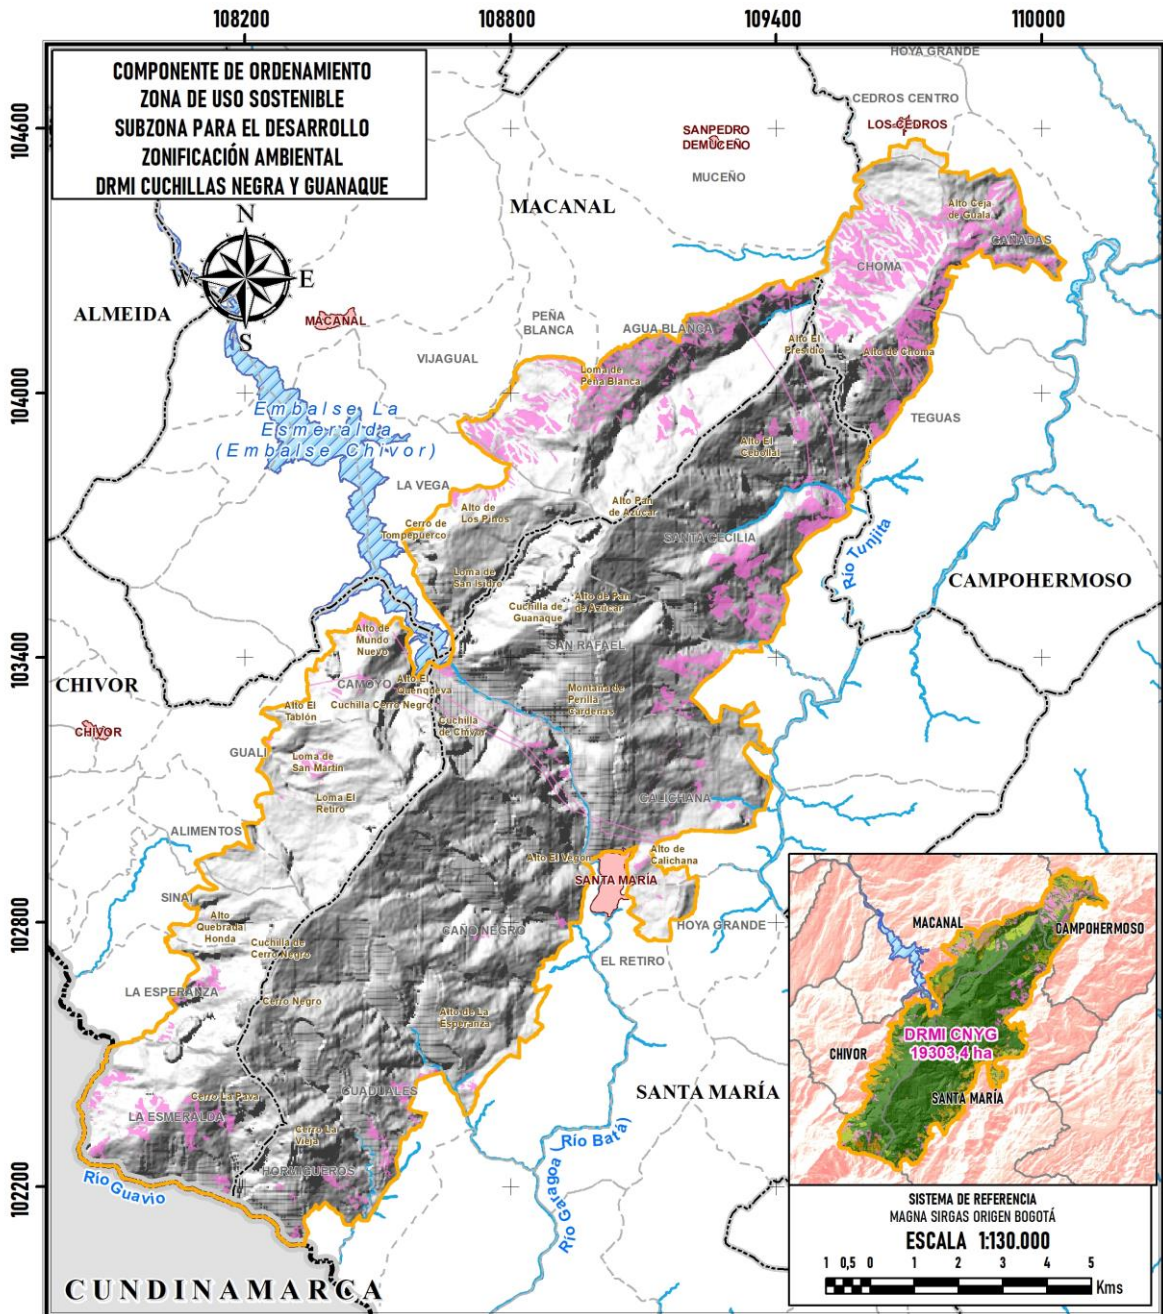 108200
108800
109400
110000
104600
104000
103400
102800
102200
COMPONENTE DE ORDENAMIENTO
ZONA DE USO SOSTENIBLE
SUBZONA PARA EL DESARROLLO
ZONIFICACIÓN AMBIENTAL
DRMI CUCHILLAS NEGRA Y GUANAQUE
N
W
E
S
HOYA GRANDE
CEDROS CENTRO
LOS CEDROS
SANPEDRO
DEMUCEÑO
MUCEÑO
MACANAL
Alto Ceja
de Guala
CAÑADAS
CHOMA
ALMEIDA
MACANAL
PEÑA
BLANCA
AGUA BLANCA
VIJAGUAL
Alto El
Presidio
Alto de Choma
Loma de
Peña Blanca
TEGUAS
Embalse La
Esmeralda
(Embalse Chivor)
Alto El
Cebollal
LA VEGA
Alto de
Los Pinos
Alto Pan
de Azúcar
Cerro de
Tompepuerco
SANTA CECILIA
Río Tunjita
Loma de
San Isidro
CAMPOHERMOSO
Cuchilla de
Guanaque
Alto de Pan
de Azúcar
Alto de
Mundo
Nuevo
SAN RAFAEL
CHIVOR
CAMOYO
Alto El
Quenqueva
Montaña de
Perilla
Cárdenas
Alto El
Tablón
Cuchilla Cerro Negro
Cuchilla
de Chivor
CHIVOR
GUALI
Loma de
San Martín
Loma El
Retiro
CALICHANA
ALIMENTOS
Alto El Vegón
Alto de
Calichana
SANTA MARÍA
SINAI
Alto
Quebrada
Honda
CAÑO NEGRO
HOYA GRANDE
Cuchilla de
Cerro Negro
EL RETIRO
LA ESPERANZA
Cerro Negro
Alto de La
Esperanza
GUADUALES
Cerro La Pava
LA ESMERALDA
SANTA MARÍA
Cerro La
Vieja
HORMIGUEROS
Río Guavio
Río Garagoa (Río Batá)
CUNDINAMARCA
MACANAL
CAMPOHERMOSO
DRMI CNYG
19303,4 ha
CHIVOR
SANTA MARÍA
SISTEMA DE REFERENCIA
MAGNA SIRGAS ORIGEN BOGOTÁ
ESCALA 1:130.000
1 0,5 0 1 2 3 4 5
Kms